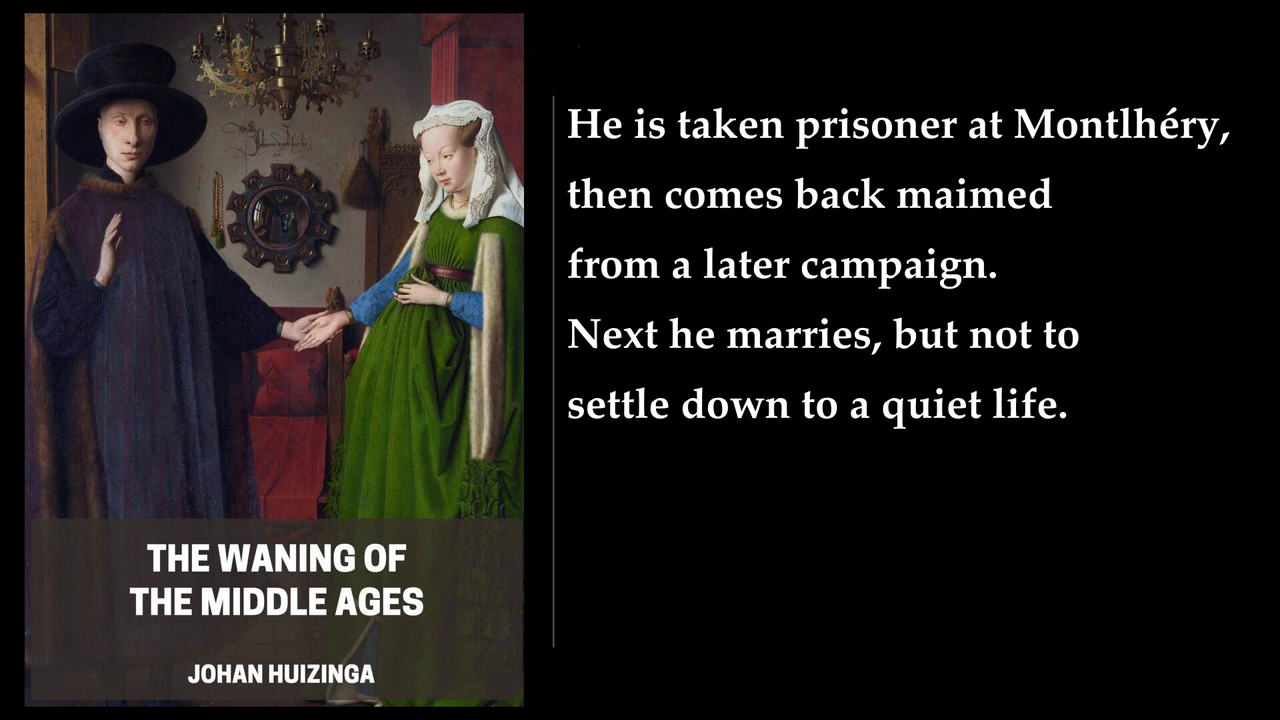 THE WANING OF
THE MIDDLE AGES
JOHAN HUIZINGA
He is taken prisoner at Montlhéry,
then comes back maimed
from a later campaign.
Next he marries, but not to
settle down to a quiet life.